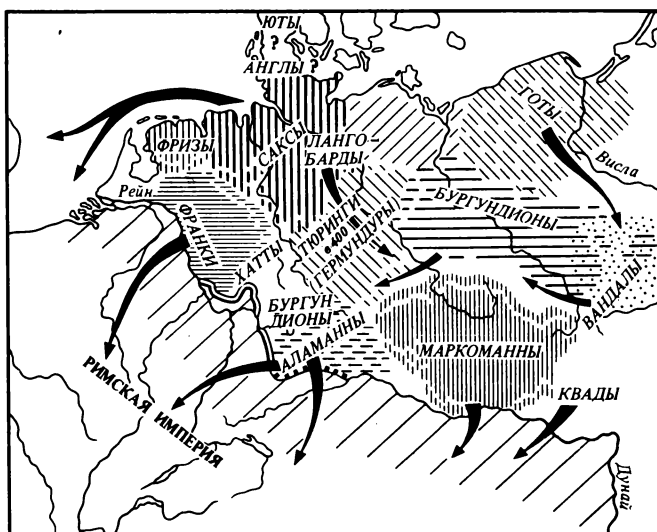 ЮТЫ
?
АНГЛЫ ?
ГОТЫ
ФРИЗЫ
САКСЫ
ЛАНГО-
БАРДЫ
Висла
Рейн
ФРАНКИ
ХАТТЫ
ТЮРИНГИ
ГЕРМУНДУРЫ
БУРГУНДИОНЫ
БУРГУН-
ДИОНЫ
ВАНДАЛЫ
АЛАМАННЫ
МАРКОМАННЫ
РИМСКАЯ ИМПЕРИЯ
КВАДЫ
Дунай